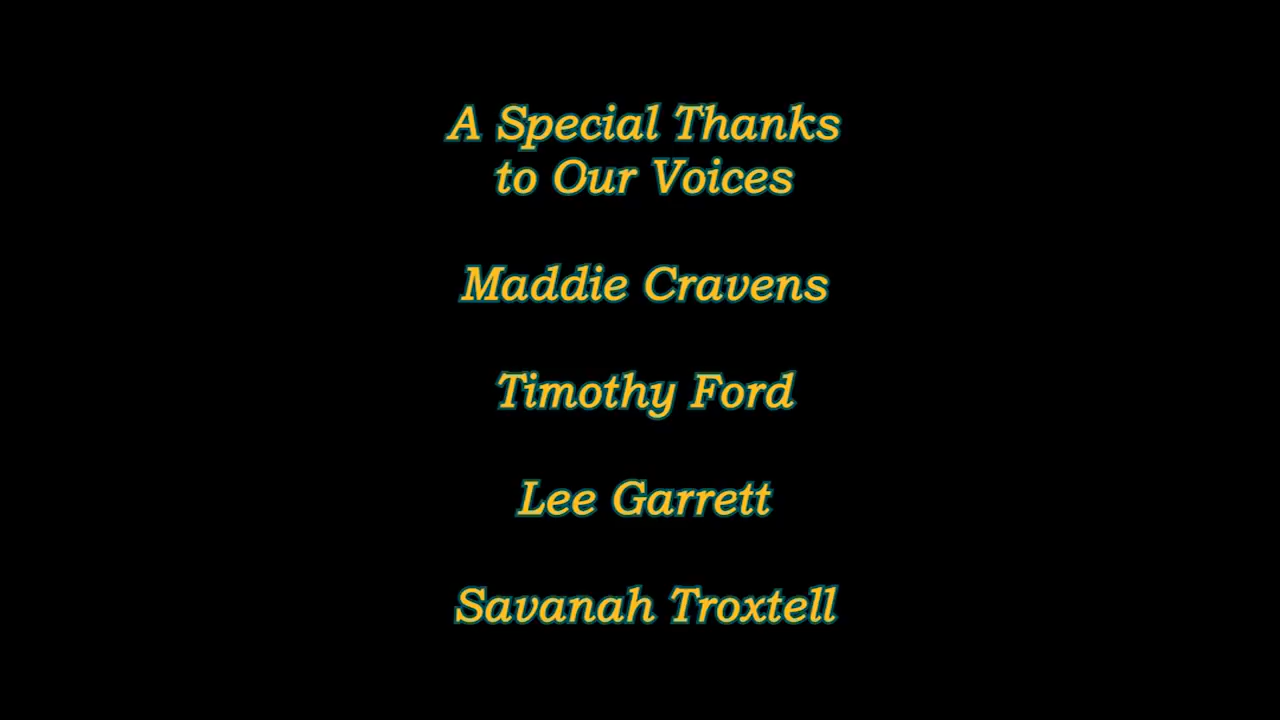 A Special Thanks
to Our Voices
Maddie Cravens
Timothy Ford
Lee Garrett
Savanah Troxtell